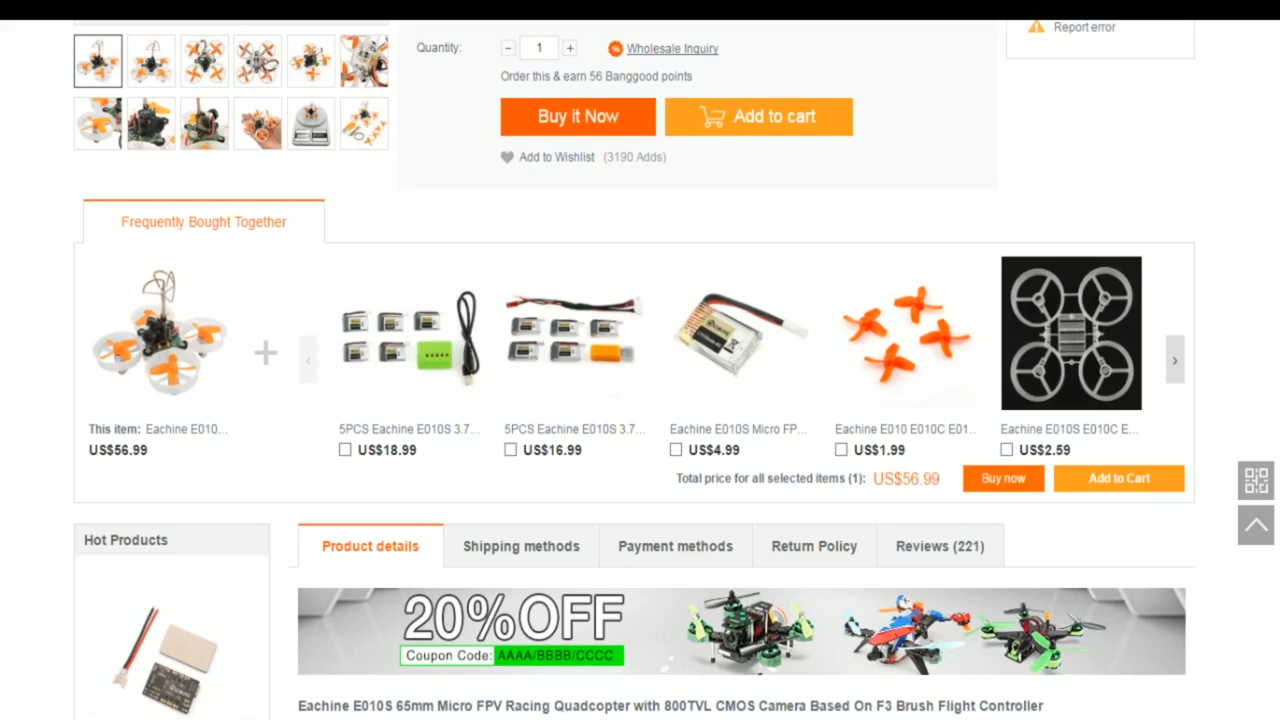 Report error
Quantity:
1
Wholesale Inquiry
Order this & earn 56 Banggood points
Buy it Now
Add to cart
Add to Wishlist (3190 Adds)
Frequently Bought Together
This item: Eachine E010...
US$56.99
5PCS Eachine E010S 3.7...
US$18.99
5PCS Eachine E010S 3.7...
US$16.99
Eachine E010S Micro FP...
US$4.99
Eachine E010 E010C E01...
US$1.99
Eachine E010S E010C E...
US$2.59
Total price for all selected items (1): US$56.99
Buy now
Add to Cart
Hot Products
Product details
Shipping methods
Payment methods
Return Policy
Reviews (221)
20%OFF
Coupon Code: AAAA/BBBB/CCCC
Eachine E010S 65mm Micro FPV Racing Quadcopter with 800TVL CMOS Camera Based On F3 Brush Flight Controller